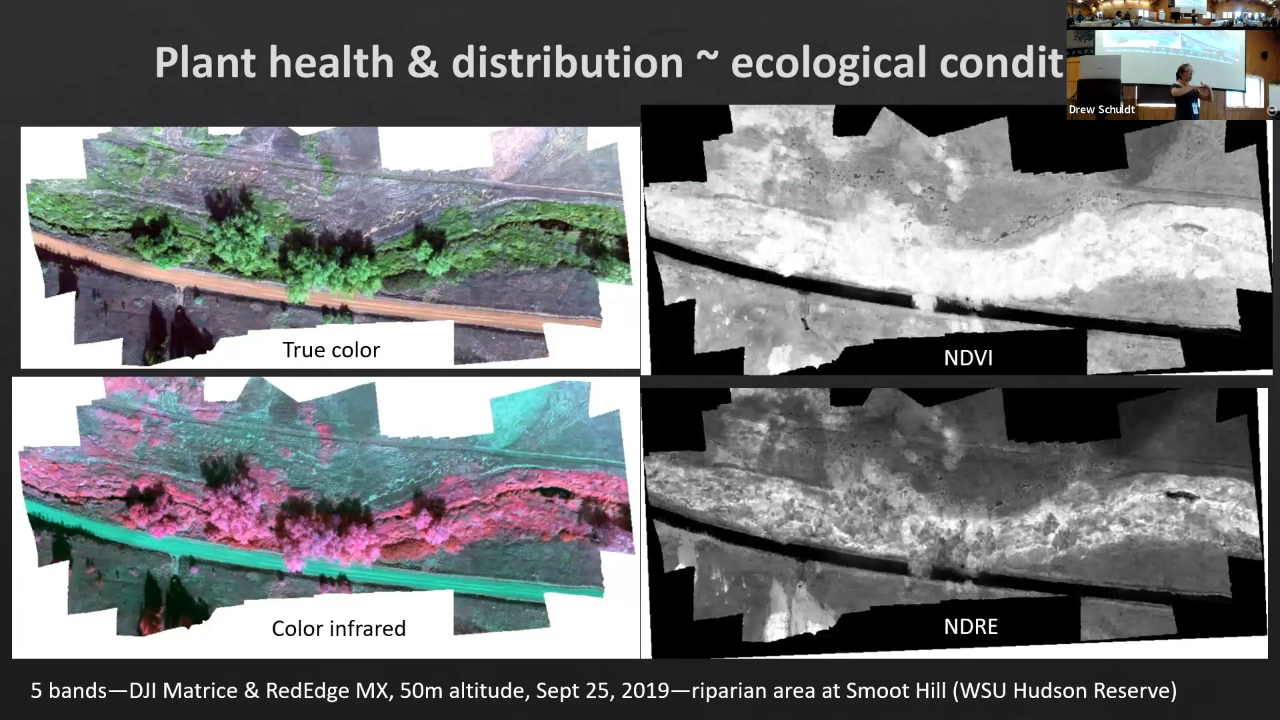 Plant health & distribution ~ ecological condit
Drew Schuldt
True color
NDVI
Color infrared
NDRE
5 bands—DJI Matrice & RedEdge MX, 50m altitude, Sept 25, 2019—riparian area at Smoot Hill (WSU Hudson Reserve)